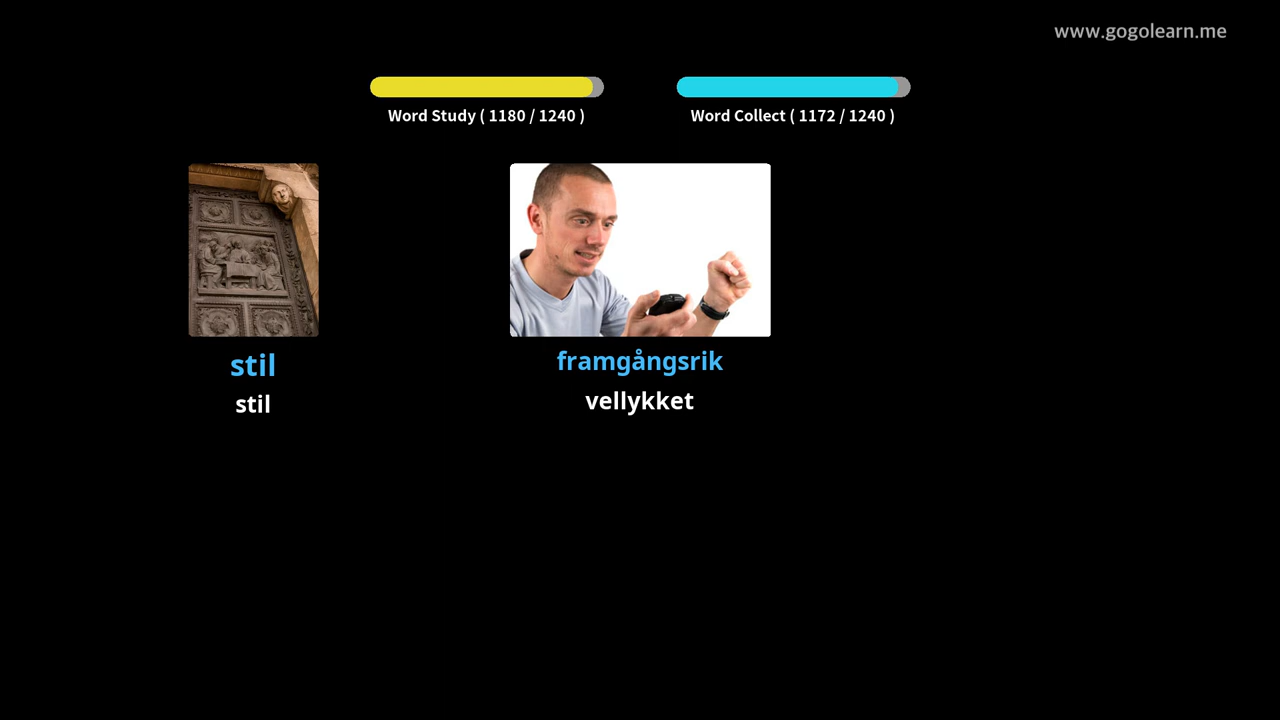 www.gogolearn.me
Word Study ( 1180 / 1240 )
Word Collect ( 1172 / 1240 )
stil
stil
framgångsrik
vellykket